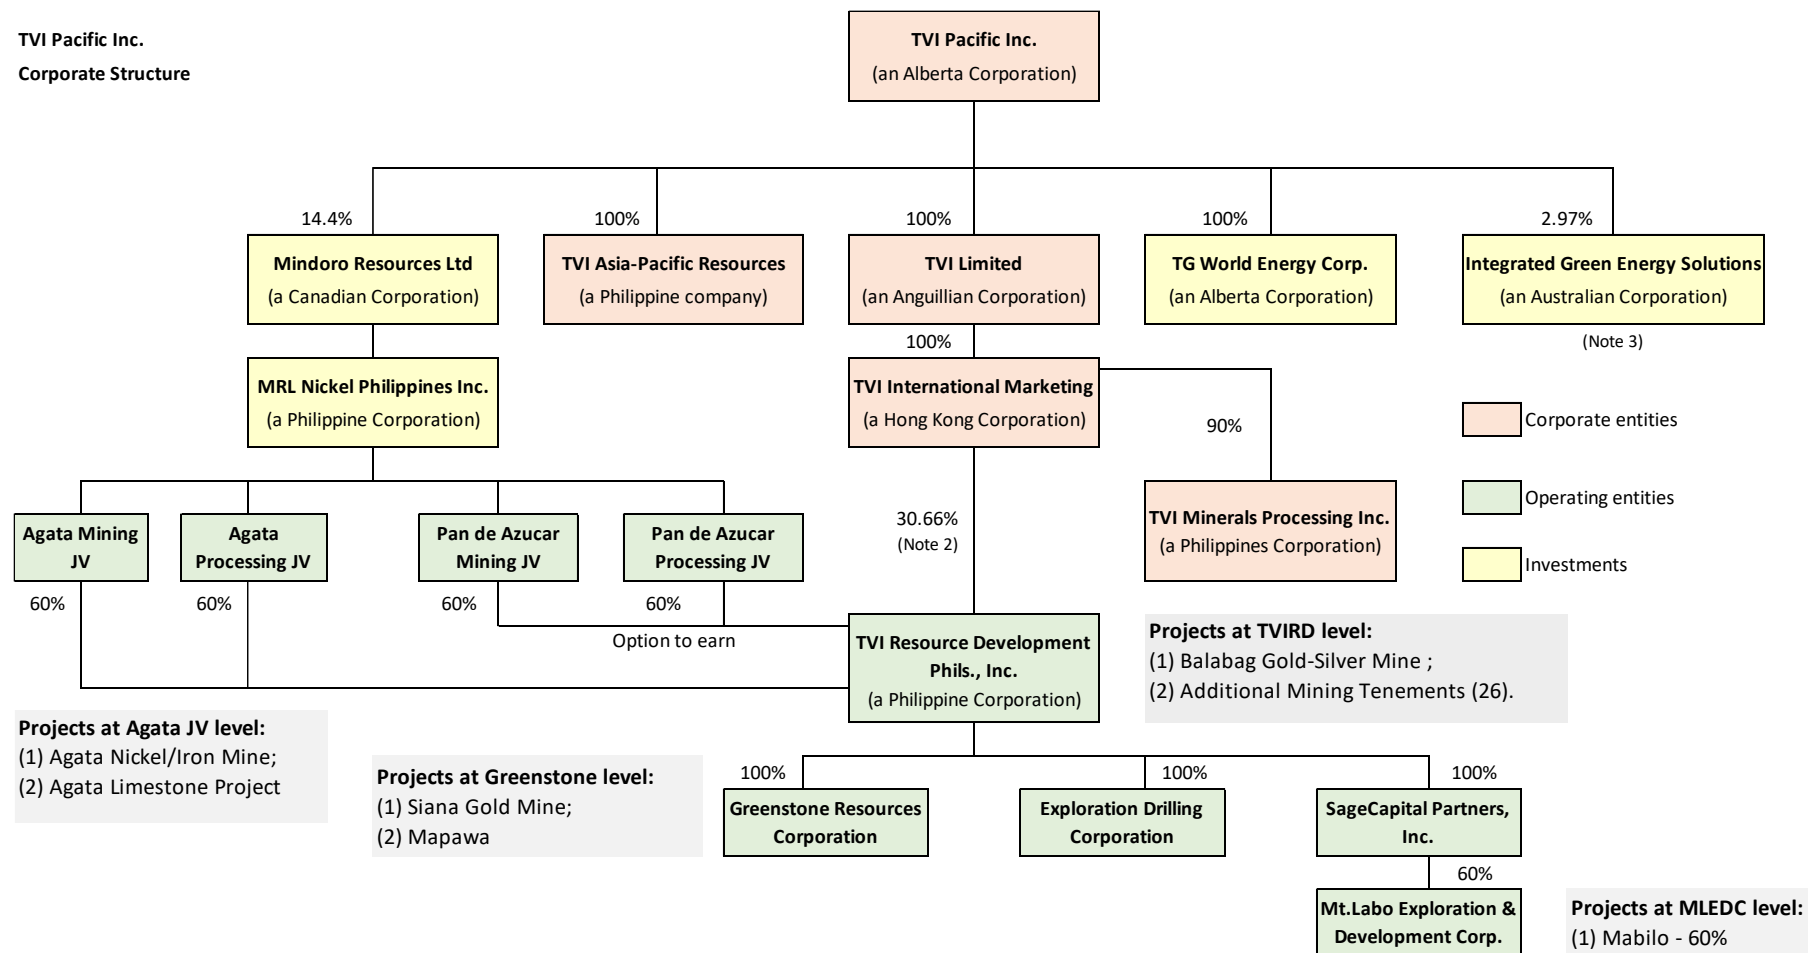 TVI Pacific Inc.
Corporate Structure
TVI Pacific Inc.
(an Alberta Corporation)
14.4%
100%
100%
100%
2.97%
Mindoro Resources Ltd
(a Canadian Corporation)
TVI Asia-Pacific Resources
(a Philippine company)
TVI Limited
(an Anguillian Corporation)
TG World Energy Corp.
(an Alberta Corporation)
Integrated Green Energy Solutions
(an Australian Corporation)
(Note 3)
100%
MRL Nickel Philippines Inc.
(a Philippine Corporation)
TVI International Marketing
(a Hong Kong Corporation)
90%
Corporate entities
Operating entities
Investments
Agata Mining
JV
Agata
Processing JV
Pan de Azucar
Mining JV
Pan de Azucar
Processing JV
30.66%
(Note 2)
TVI Minerals Processing Inc.
(a Philippines Corporation)
60%
60%
60%
60%
Option to earn
TVI Resource Development
Phils., Inc.
(a Philippine Corporation)
Projects at TVIRD level:
(1) Balabag Gold-Silver Mine ;
(2) Additional Mining Tenements (26).
Projects at Agata JV level:
(1) Agata Nickel/Iron Mine;
(2) Agata Limestone Project
Projects at Greenstone level:
(1) Siana Gold Mine;
(2) Mapawa
100%
100%
100%
Greenstone Resources
Corporation
Exploration Drilling
Corporation
SageCapital Partners,
Inc.
60%
Mt.Labo Exploration &
Development Corp.
Projects at MLEDC level:
(1) Mabilo - 60%